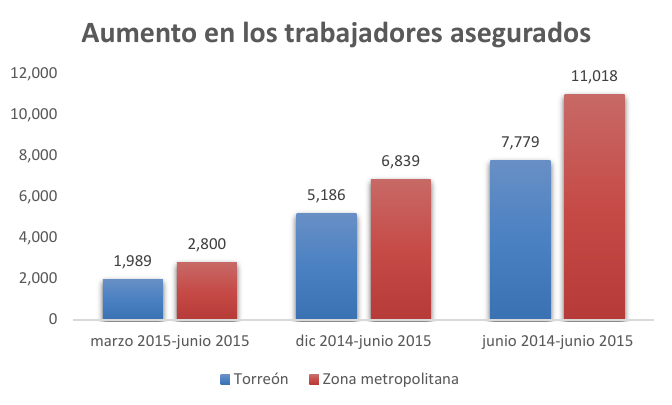 Aumento en los trabajadores asegurados
12,000
10,000
8,000
6,000
4,000
2,000
0
1,989
2,800
5,186
6,839
7,779
11,018
marzo 2015-junio 2015
dic 2014-junio 2015
junio 2014-junio 2015
Torreón
Zona metropolitana